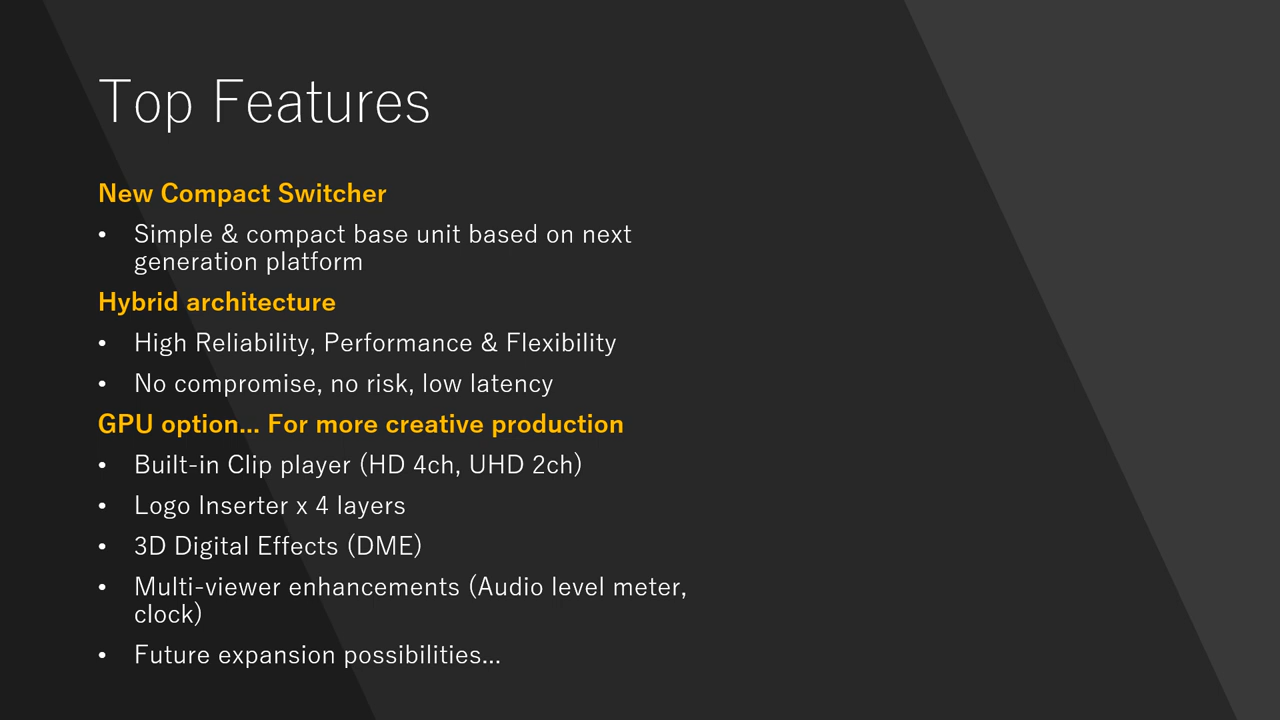 Top Features
New Compact Switcher
• Simple & compact base unit based on next
generation platform
Hybrid architecture
• High Reliability, Performance & Flexibility
• No compromise, no risk, low latency
GPU option... For more creative production
• Built-in Clip player (HD 4ch, UHD 2ch)
• Logo Inserter x 4 layers
• 3D Digital Effects (DME)
• Multi-viewer enhancements (Audio level meter,
clock)
• Future expansion possibilities...